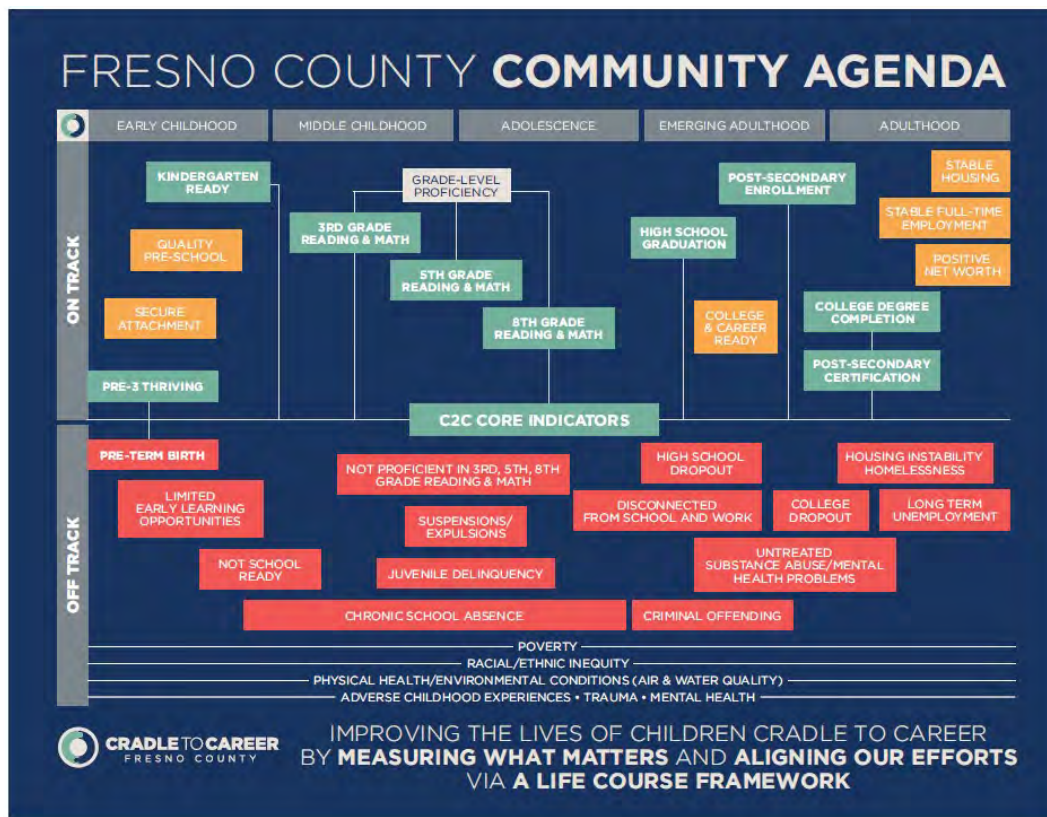 FRESNO COUNTY COMMUNITY AGENDA
EARLY CHILDHOOD
MIDDLE CHILDHOOD
ADOLESCENCE
EMERGING ADULTHOOD
ADULTHOOD
ON TRACK
KINDERGARTEN
READY
QUALITY
PRE-SCHOOL
SECURE
ATTACHMENT
PRE-3 THRIVING
GRADE-LEVEL
PROFICIENCY
3RD GRADE
READING & MATH
5TH GRADE
READING & MATH
8TH GRADE
READING & MATH
HIGH SCHOOL
GRADUATION
COLLEGE
& CAREER
READY
POST-SECONDARY
ENROLLMENT
STABLE
HOUSING
STABLE FULL-TIME
EMPLOYMENT
POSITIVE
NET WORTH
COLLEGE DEGREE
COMPLETION
POST-SECONDARY
CERTIFICATION
C2C CORE INDICATORS
OFF TRACK
PRE-TERM BIRTH
LIMITED
EARLY LEARNING
OPPORTUNITIES
NOT SCHOOL
READY
NOT PROFICIENT IN 3RD, 5TH, 8TH
GRADE READING & MATH
SUSPENSIONS/
EXPULSIONS
JUVENILE DELINQUENCY
CHRONIC SCHOOL ABSENCE
HIGH SCHOOL
DROPOUT
DISCONNECTED
FROM SCHOOL AND WORK
COLLEGE
DROPOUT
HOUSING INSTABILITY
HOMELESSNESS
LONG TERM
UNEMPLOYMENT
UNTREATED
SUBSTANCE ABUSE/MENTAL
HEALTH PROBLEMS
CRIMINAL OFFENDING
POVERTY
RACIAL/ETHNIC INEQUITY
PHYSICAL HEALTH/ENVIRONMENTAL CONDITIONS (AIR & WATER QUALITY)
ADVERSE CHILDHOOD EXPERIENCES • TRAUMA • MENTAL HEALTH
CRADLE TO CAREER
FRESNO COUNTY
IMPROVING THE LIVES OF CHILDREN CRADLE TO CAREER
BY MEASURING WHAT MATTERS AND ALIGNING OUR EFFORTS
VIA A LIFE COURSE FRAMEWORK